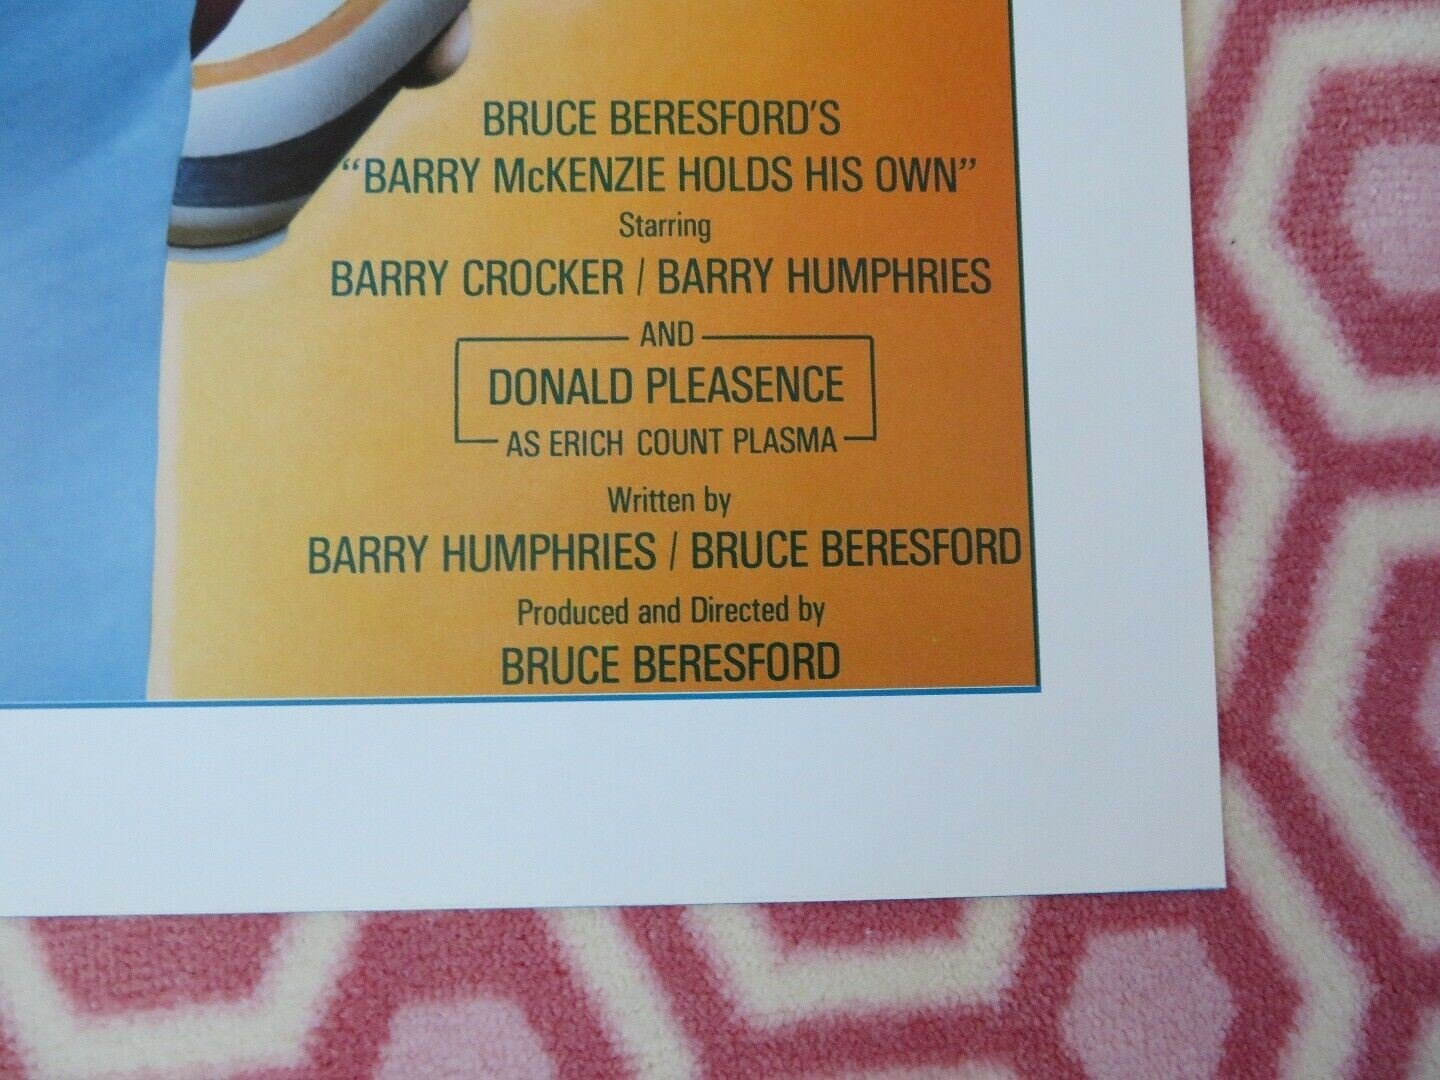 BRUCE BERESFORD'S
“BARRY McKENZIE HOLDS HIS OWN”
Starring
BARRY CROCKER / BARRY HUMPHRIES
AND
DONALD PLEASENCE
AS ERICH COUNT PLASMA
Written by
BARRY HUMPHRIES / BRUCE BERESFORD
Produced and Directed by
BRUCE BERESFORD